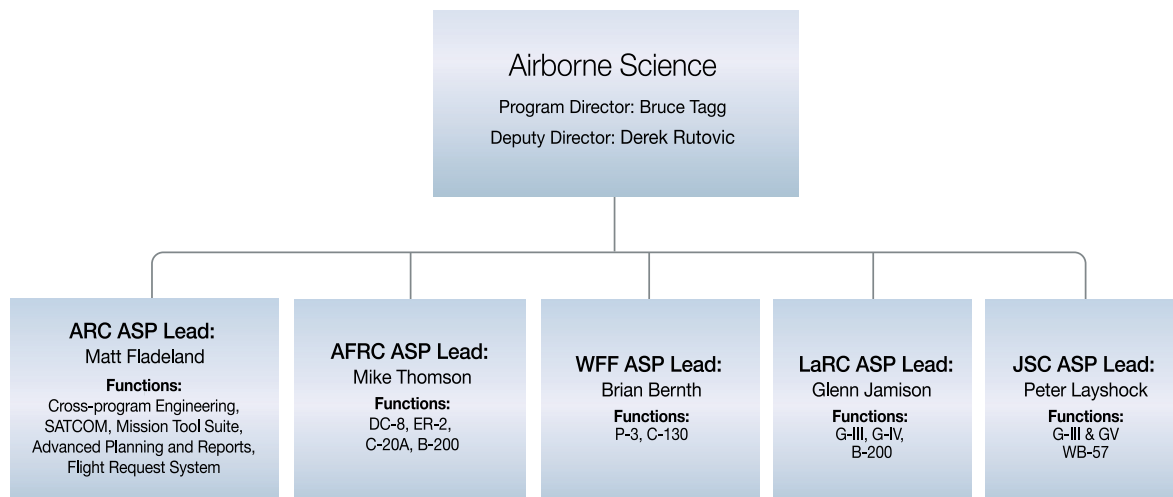 Airborne Science
Program Director: Bruce Tagg
Deputy Director: Derek Rutovic
ARC ASP Lead:
Matt Fladeland
Functions:
Cross-program Engineering,
SATCOM, Mission Tool Suite,
Advanced Planning and Reports,
Flight Request System
AFRC ASP Lead:
Mike Thomson
Functions:
DC-8, ER-2,
C-20A, B-200
WFF ASP Lead:
Brian Bernth
Functions:
P-3, C-130
LaRC ASP Lead:
Glenn Jamison
Functions:
G-III, G-IV,
B-200
JSC ASP Lead:
Peter Layshock
Functions:
G-III & GV
WB-57